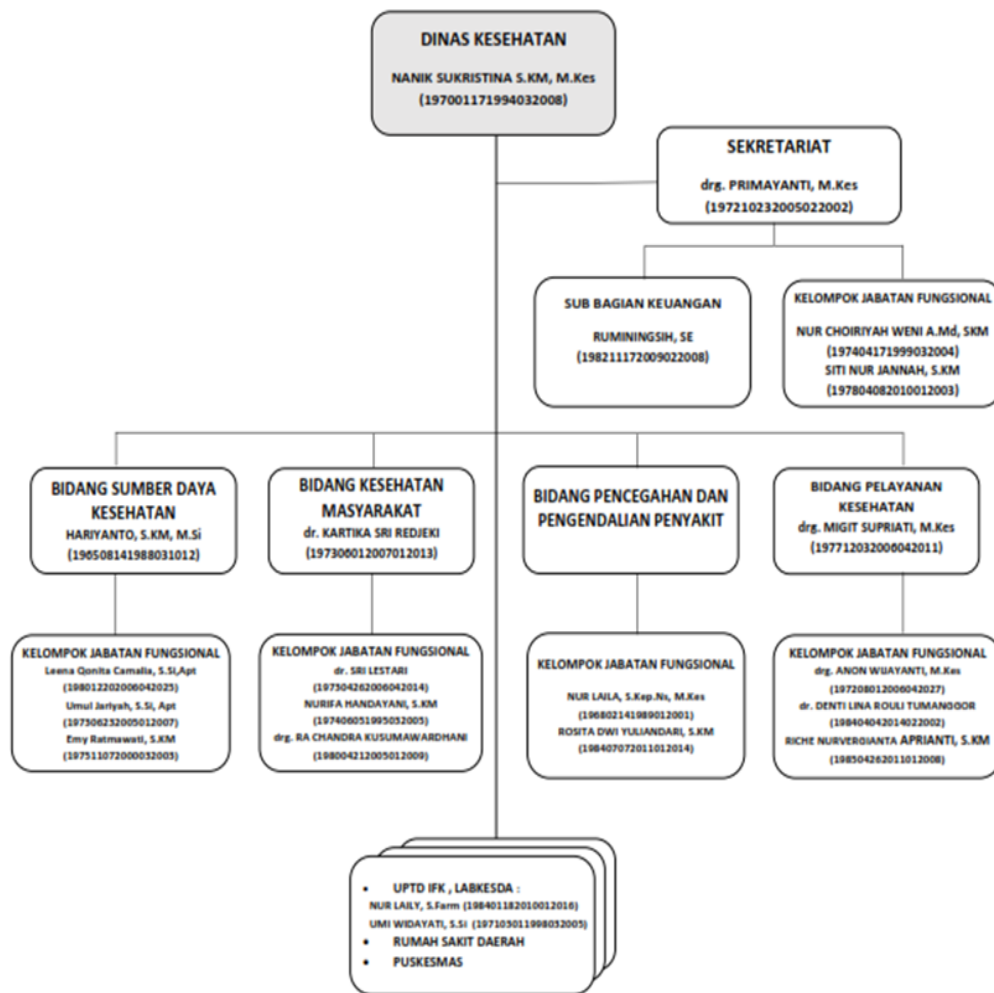 DINAS KESEHATAN
NANIK SUKRISTINA S.KM, M.Kes
(197001171994032008)
SEKRETARIAT
drg. PRIMAYANTI, M.Kes
(197210232005022002)
SUB BAGIAN KEUANGAN
RUMININGSIH, SE
(198211172009022008)
KELOMPOK JABATAN FUNGSIONAL
NUR CHOIRIYAH WENI A.Md, SKM
(197404171999032004)
SITI NUR JANNAH, S.KM
(197804082010012003)
BIDANG SUMBER DAYA
KESEHATAN
HARIYANTO, S.KM, M.Si
(196508141988031012)
BIDANG KESEHATAN
MASYARAKAT
dr. KARTIKA SRI REDJEKI
(197306012007012013)
BIDANG PENCEGAHAN DAN
PENGENDALIAN PENYAKIT
BIDANG PELAYANAN
KESEHATAN
drg. MIGIT SUPRIATI, M.Kes
(197712032006042011)
KELOMPOK JABATAN FUNGSIONAL
Leena Qonita Camalia, S.Si,Apt
(198012202006042025)
Umul Jariyah, S.Si, Apt
(197306232005012007)
Emy Ratmawati, S.KM
(197511072000032003)
KELOMPOK JABATAN FUNGSIONAL
dr. SRI LESTARI
(197304262006042014)
NURIFA HANDAYANI, S.KM
(197406051995032005)
drg. RA CHANDRA KUSUMAWARDHANI
(198004212005012009)
KELOMPOK JABATAN FUNGSIONAL
NUR LAILA, S.Kep.Ns, M.Kes
(196802141989012001)
ROSITA DWI YULIANDARI, S.KM
(198407072011012014)
KELOMPOK JABATAN FUNGSIONAL
drg. ANON WIJAYANTI, M.Kes
(197208012006042027)
dr. DENTI LINA ROULI TUMANGGOR
(198404042014022002)
RICHE NURVERGIANTA APRIANTI, S.KM
(198504262011012008)
• UPTD IFK , LABKESDA :
NUR LAILY, S.Farm (198401182010012016)
UMI WIDAYATI, S.Si (197103011998032005)
• RUMAH SAKIT DAERAH
• PUSKESMAS